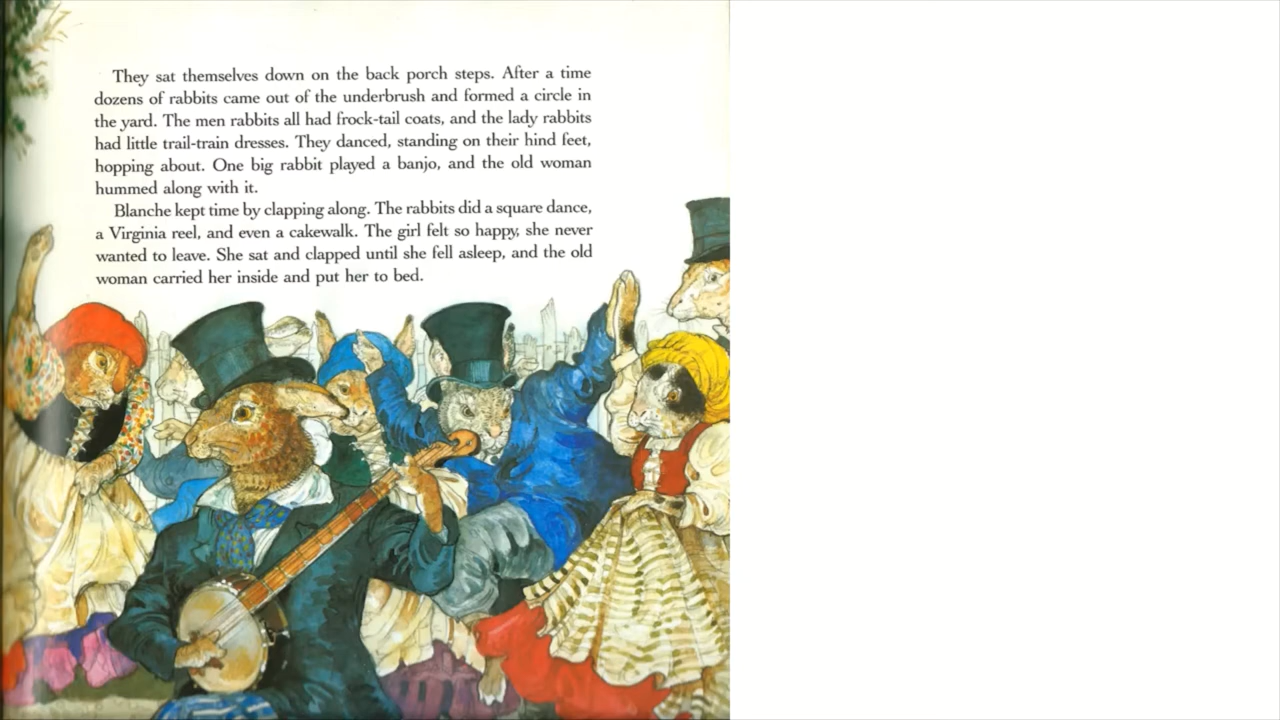 They sat themselves down on the back porch steps. After a time
dozens of rabbits came out of the underbrush and formed a circle in
the yard. The men rabbits all had frock-tail coats, and the lady rabbits
had little trail-train dresses. They danced, standing on their hind feet,
hopping about. One big rabbit played a banjo, and the old woman
hummed along with it.
Blanche kept time by clapping along. The rabbits did a square dance,
a Virginia reel, and even a cakewalk. The girl felt so happy, she never
wanted to leave. She sat and clapped until she fell asleep, and the old
woman carried her inside and put her to bed.